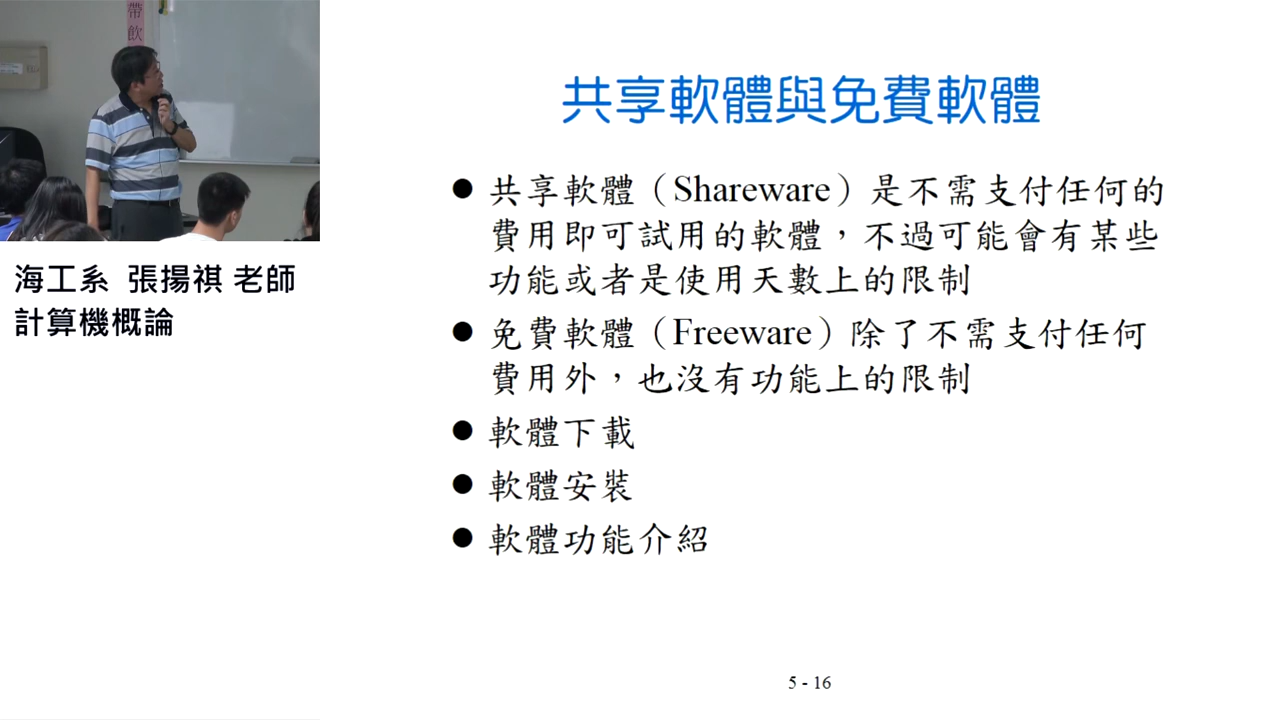 帶
飲
海工系 張揚祺 老師
計算機概論
共享軟體與免費軟體
● 共享軟體（Shareware）是不需支付任何的
費用即可試用的軟體，不過可能會有某些
功能或者是使用天數上的限制
● 免費軟體（Freeware）除了不需支付任何
費用外，也沒有功能上的限制
● 軟體下載
● 軟體安裝
● 軟體功能介紹
5 - 16